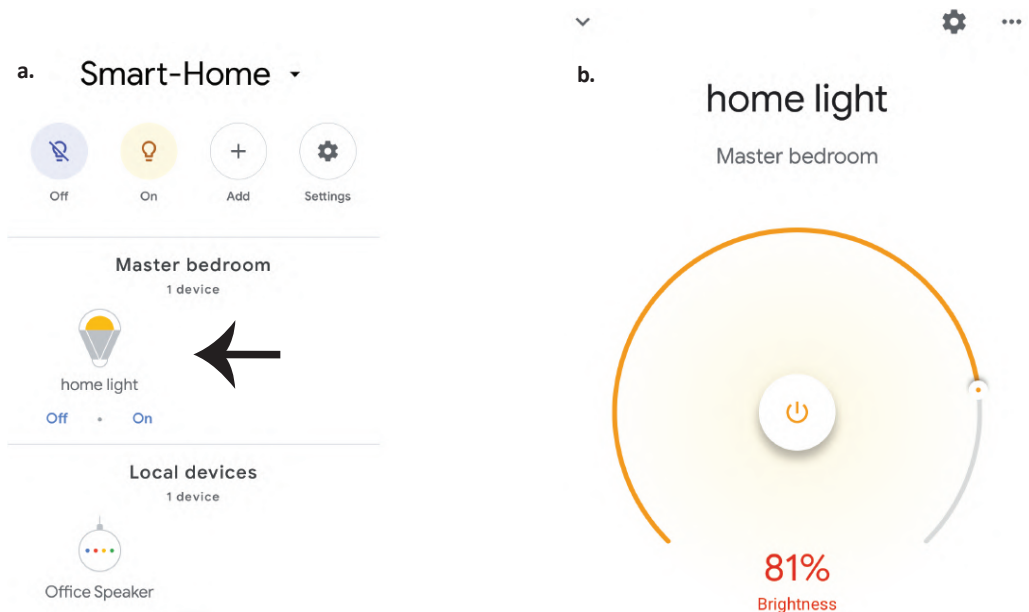 a.
Smart-Home
Off
On
Add
Settings
Master bedroom
1 device
home light
Off • On
Local devices
1 device
Office Speaker
b.
home light
Master bedroom
81%
Brightness